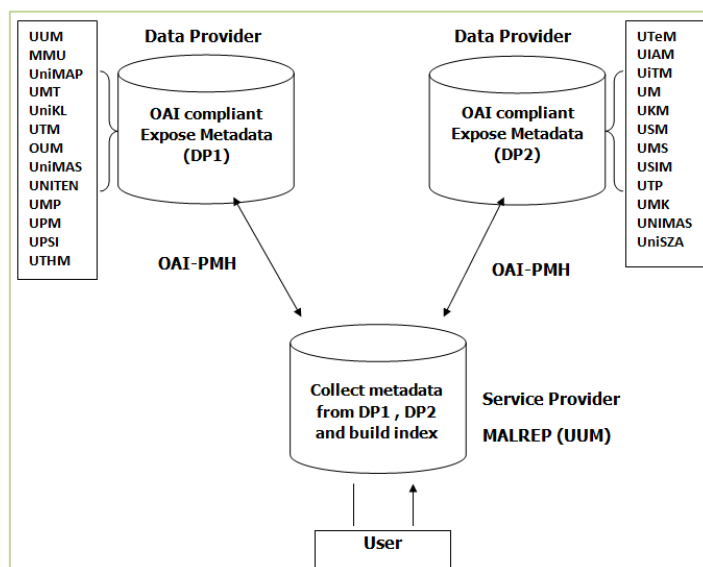 UUM
MMU
UniMAP
UMT
UniKL
UTM
OUM
UniMAS
UNITEN
UMP
UPM
UPSI
UTHM
Data Provider
OAI compliant
Expose Metadata
(DP1)
Data Provider
OAI compliant
Expose Metadata
(DP2)
UTeM
UIAM
UiTM
UM
UKM
USM
UMS
USIM
UTP
UMK
UNIMAS
UniSZA
OAI-PMH
OAI-PMH
Collect metadata
from DP1 , DP2
and build index
Service Provider
MALREP (UUM)
User